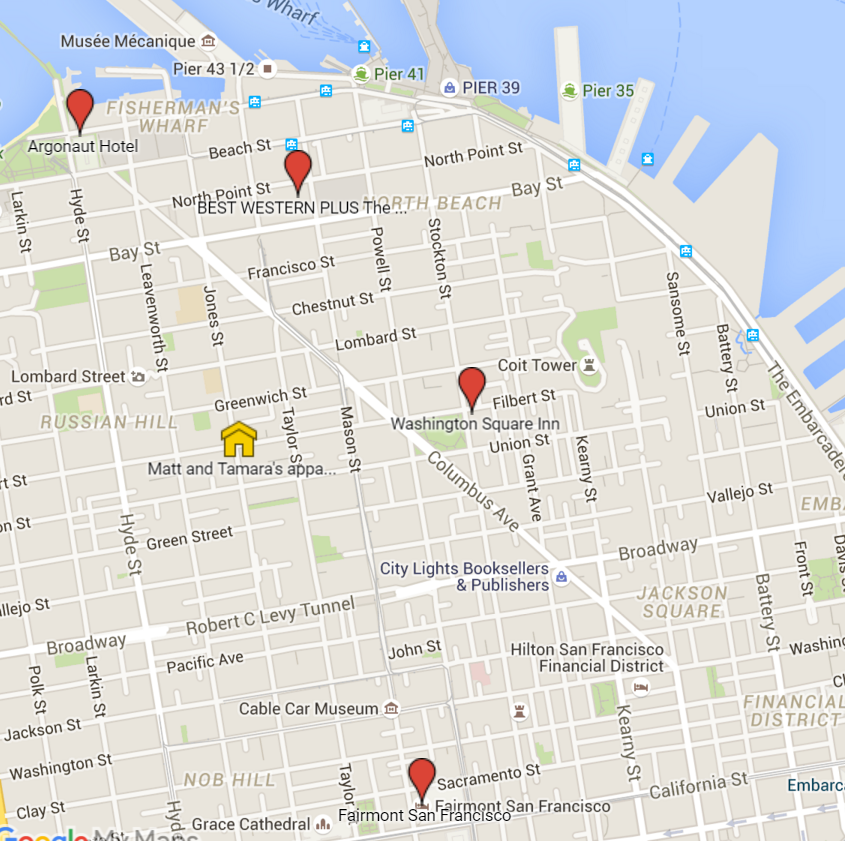 s Wharf
Musée Mécanique
Pier 43 1/2
Pier 41
PIER 39
Pier 35
FISHERMAN'S
WHARF
Argonaut Hotel
Beach St
North Point St
North Point St
BEST WESTERN PLUS The ...
NORTH BEACH
Bay St
Larkin St
Hyde St
Bay St
Powell St
Stockton St
Francisco St
Leavenworth St
Jones St
Chestnut St
Sansome St
Lombard St
Battery St
Coit Tower
Lombard Street
The Embarcadero
rd St
Greenwich St
Filbert St
Union St
RUSSIAN HILL
Taylor S
Mason St
Washington Square Inn
Union St
Kearny St
Matt and Tamara's appa...
Grant Ave
rt St
Columbus Ave
Vallejo St
EMB
on St
Hyde St
Green Street
Broadway
Front St
Davis S
City Lights Booksellers
& Publishers
Battery St
JACKSON
SQUARE
llejo St
Robert C Levy Tunnel
Broadway
John St
Hilton San Francisco
Financial District
Washing
Pacific Ave
Polk St
Larkin St
Cable Car Museum
Kearny St
FINANCIAL
DISTRICT
Jackson St
Washington St
NOB HILL
Taylor
Sacramento St
California St
Embarc
Clay St
Hyd
Fairmont San Francisco
Fairmont San Francisco
Grace Cathedral
Google My Maps